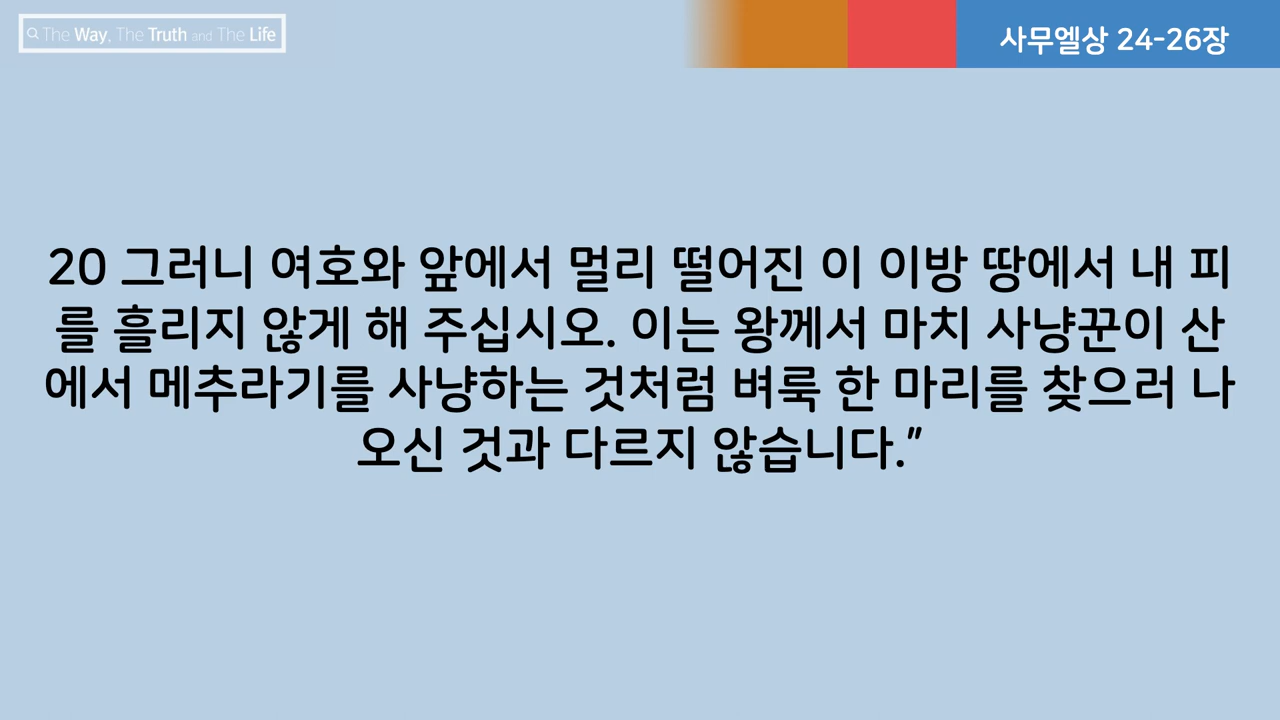 The Way, The Truth and The Life
사무엘상 24-26장
20 그러니 여호와 앞에서 멀리 떨어진 이 이방 땅에서 내 피
를 흘리지 않게 해 주십시오. 이는 왕께서 마치 사냥꾼이 산
에서 메추라기를 사냥하는 것처럼 벼룩 한 마리를 찾으러 나
오신 것과 다르지 않습니다.”